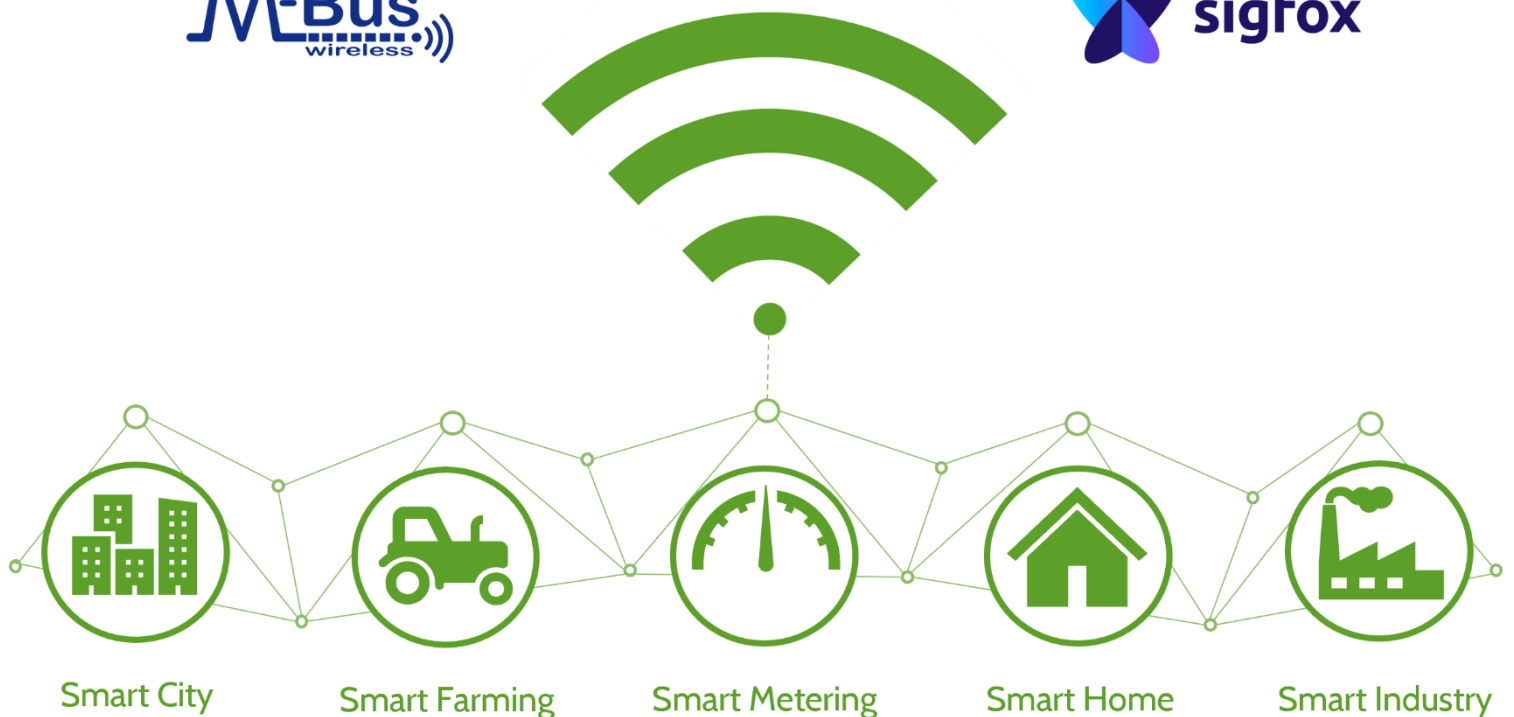 M-Bus
wireless
sigfox
Smart City
Smart Farming
Smart Metering
Smart Home
Smart Industry